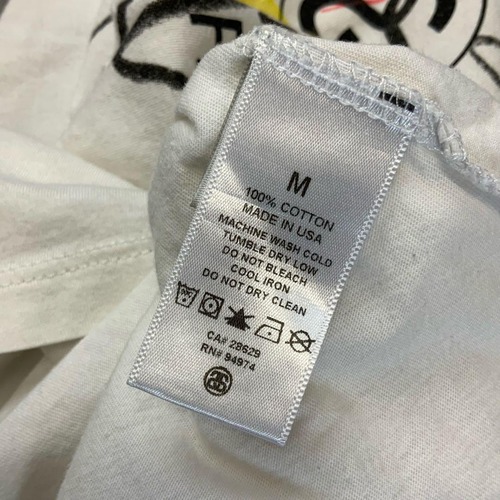 M
100% COTTON
MADE IN USA
MACHINE WASH COLD
TUMBLE DRY LOW
DO NOT BLEACH
COOL IRON
DO NOT DRY CLEAN
CA# 28629
RN# 94974